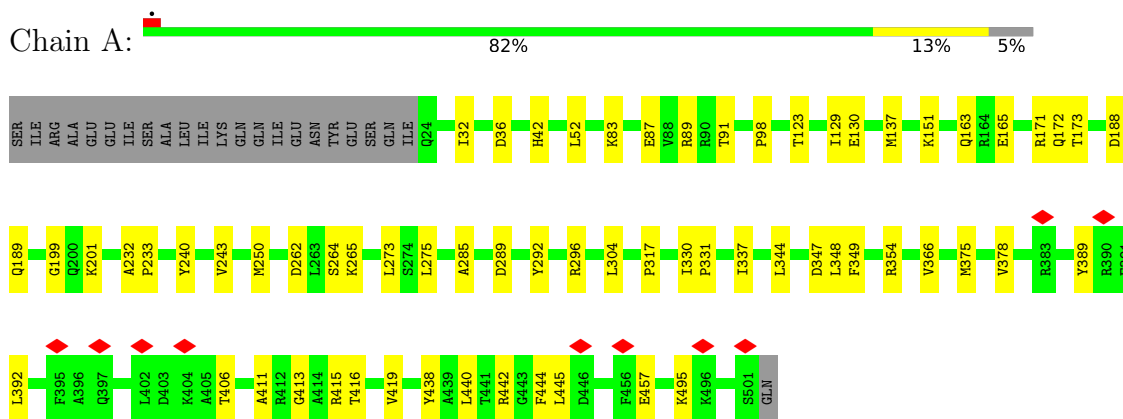 Chain A:
82% 13% 5%
SER ILE ARG ALA GLU GLU ILE SER ALA LEU ILE LYS GLN GLN ILE GLU ASN TYR GLU SER GLN ILE Q24 I32 D36 H42 L52 K83 E87 V88 R89 R90 T91 P98 T123 I129 E130 M137 K151 Q163 R164 E165 R171 Q172 T173 D188
Q189 G199 Q200 K201 A232 P233 Y240 V243 M250 D262 L263 S264 K265 L273 S274 L275 A285 D289 Y292 R296 L304 P317 I330 P331 I337 L344 D347 L348 F349 R354 V366 M375 V378 R383 Y389 R390
L392 F395 A396 Q397 L402 D403 K404 A405 T406 A411 R412 G413 A414 R415 T416 V419 Y438 A439 L440 T441 R442 G443 F444 L445 D446 F456 E457 K495 K496 S501 GLN